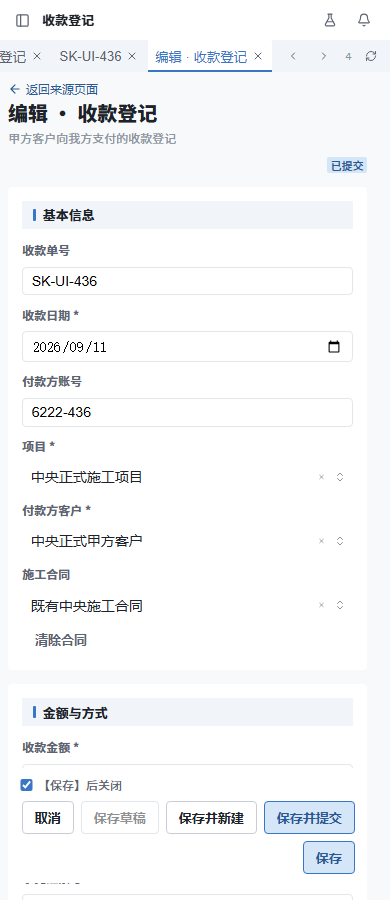 收款登记
登记 × SK-UI-436 × 编辑 · 收款登记 × 4
← 返回来源页面
编辑 · 收款登记
甲方客户向我方支付的收款登记
已提交
基本信息
收款单号
SK-UI-436
收款日期 *
2026/09/11
付款方账号
6222-436
项目 *
中央正式施工项目 ×
付款方客户 *
中央正式甲方客户 ×
施工合同
既有中央施工合同 ×
清除合同
金额与方式
收款金额 *
【保存】后关闭
取消 保存草稿 保存并新建 保存并提交
保存